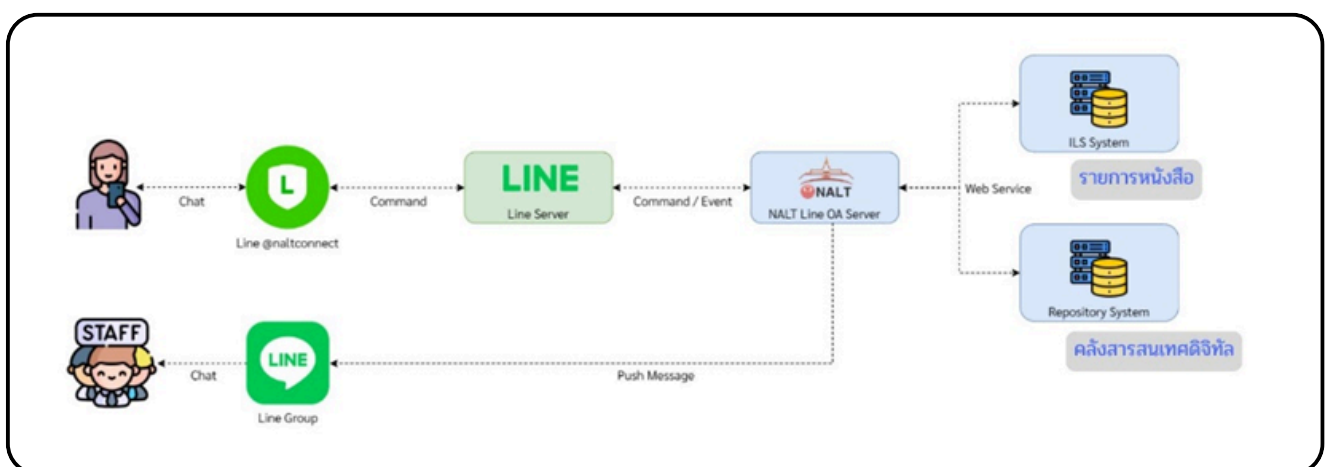 ILS System
รายการหนังสือ
Chat
L
Line @naltconnect
Command
LINE
Line Server
Command / Event
NALT
NALT Line OA Server
Web Service
Repository System
คลังสารสนเทศดิจิทัล
STAFF
Chat
LINE
Line Group
Push Message